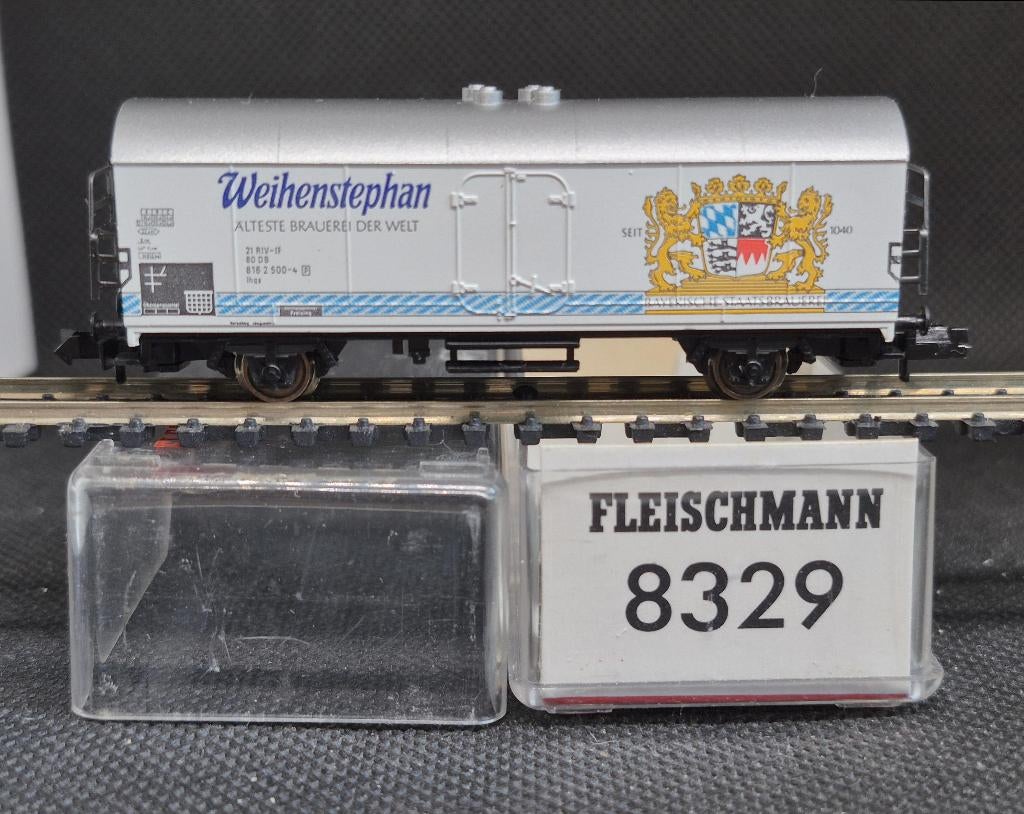 Weihenstephan
ÄLTESTE BRAUEREI DER WELT
SEIT 1040
21 RIV-IF
80 DB
816 2 500-4 P
Ihqs
BAYERISCHE STAATSBRAUEREI
Freising
FLEISCHMANN
8329